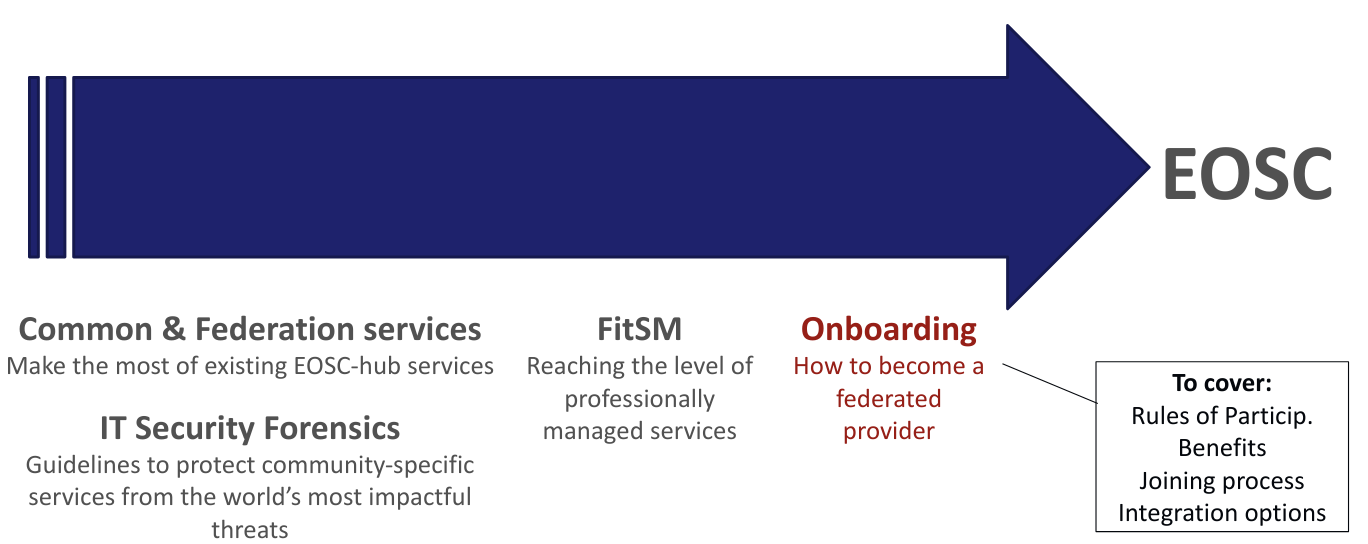 EOSC
Common & Federation services
Make the most of existing EOSC-hub services
IT Security Forensics
Guidelines to protect community-specific
services from the world's most impactful
threats
FitSM
Reaching the level of
professionally
managed services
Onboarding
How to become a
federated
provider
To cover:
Rules of Particip.
Benefits
Joining process
Integration options